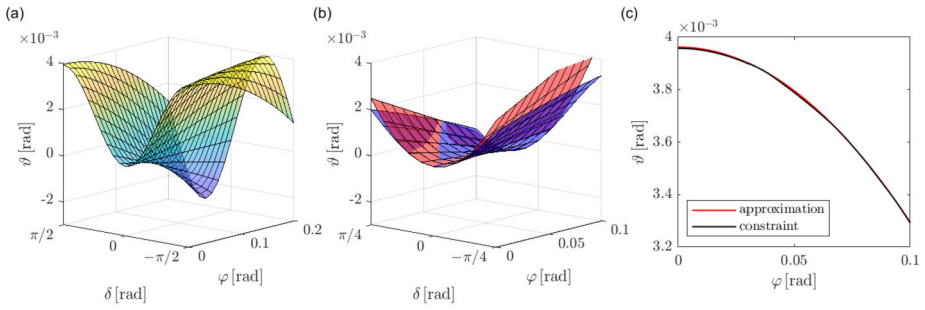 (a)
×10⁻³
4
2
0
-2
ϑ [rad]
π/2
0
−π/2
δ [rad]
0
0.1
0.2
φ [rad]
(b)
×10⁻³
4
2
0
-2
ϑ [rad]
π/4
0
−π/4
δ [rad]
0
0.05
0.1
φ [rad]
(c)
×10⁻³
4
3.8
3.6
3.4
3.2
ϑ [rad]
approximation
constraint
0
0.05
0.1
φ [rad]